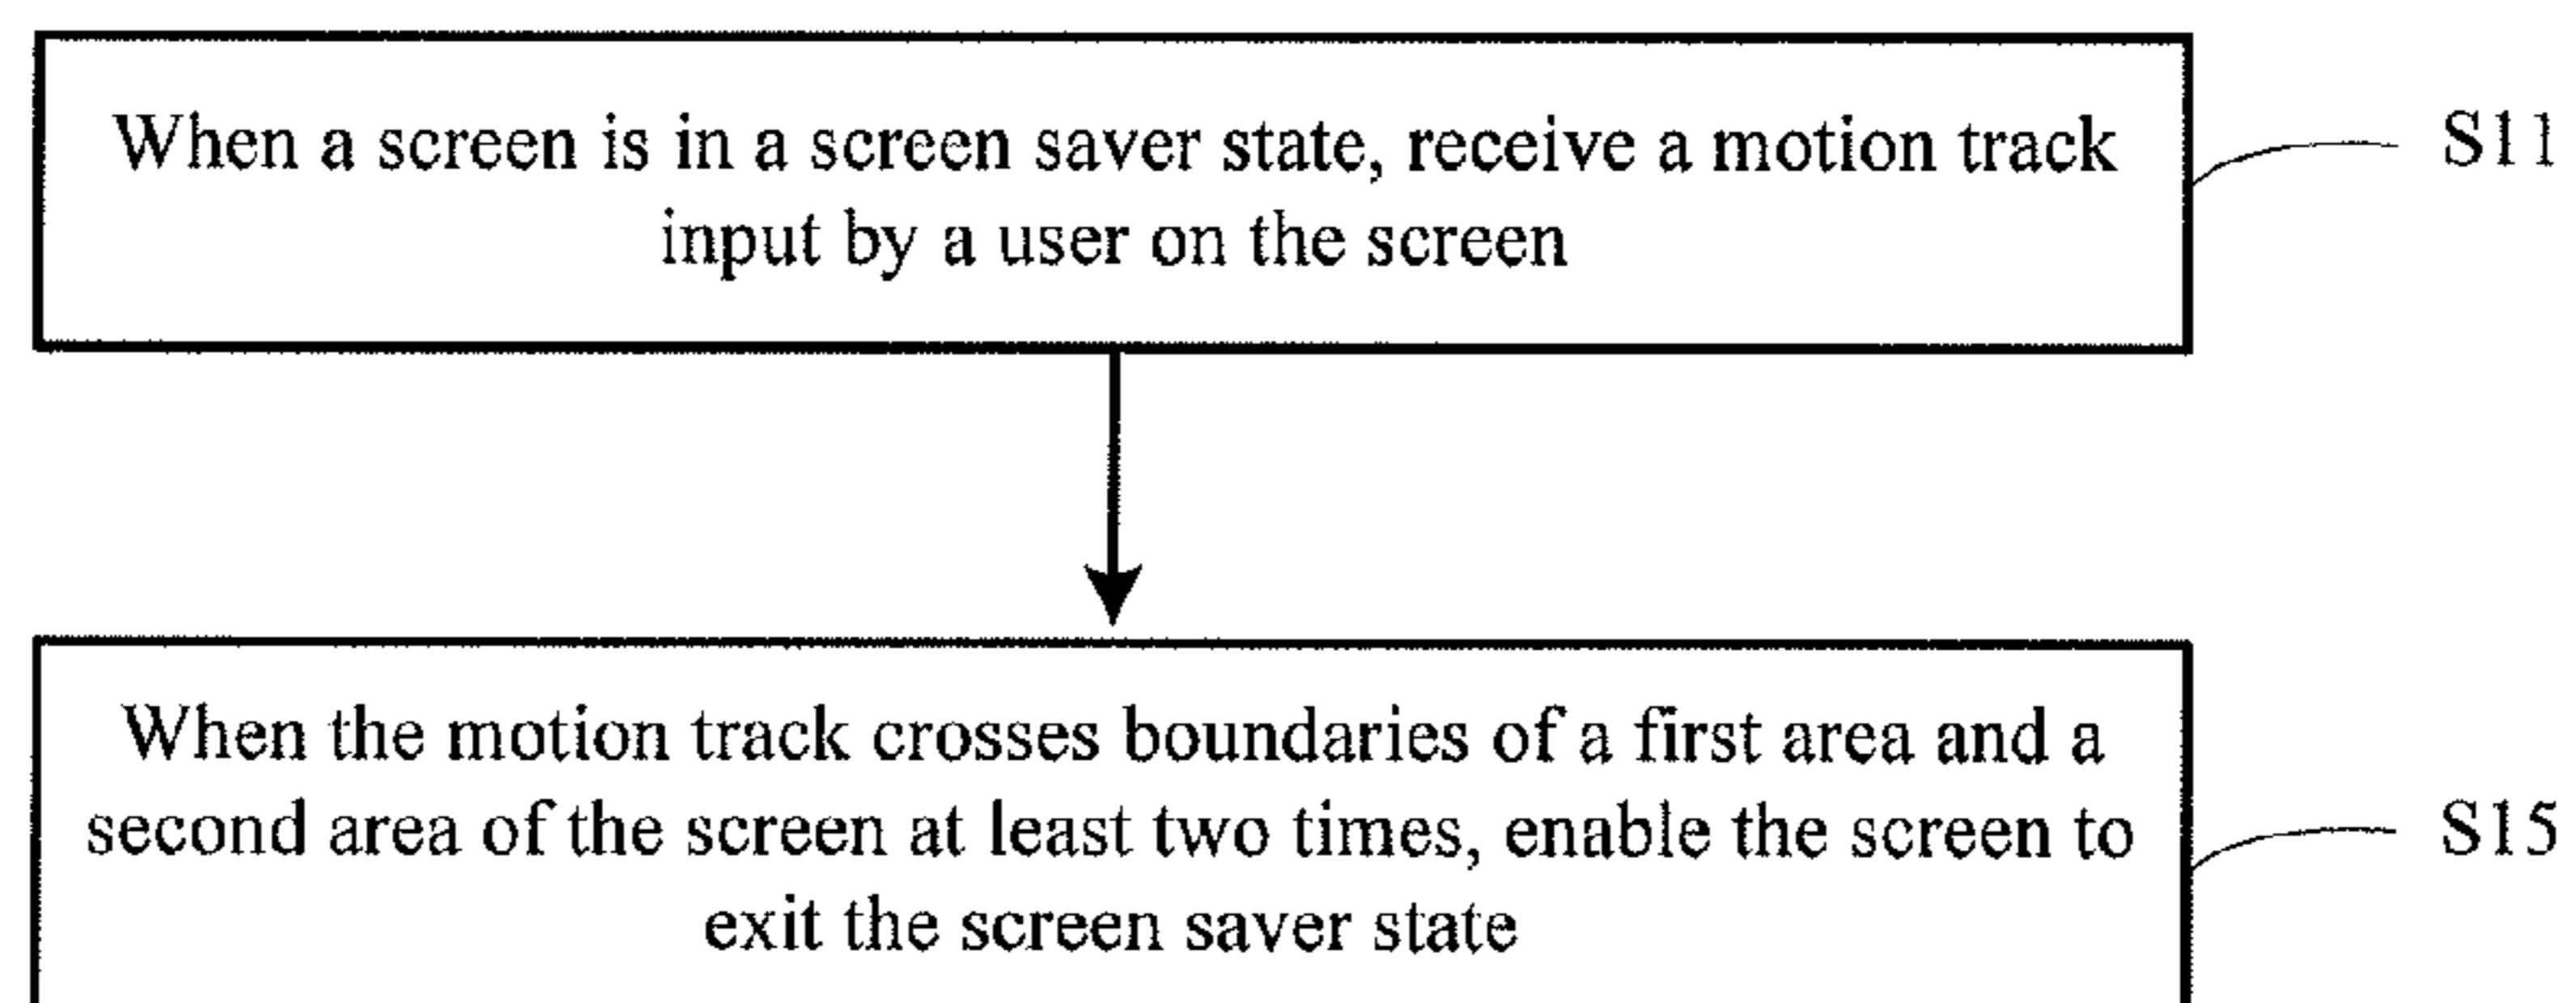 When a screen is in a screen saver state, receive a motion track
input by a user on the screen
S11
When the motion track crosses boundaries of a first area and a
second area of the screen at least two times, enable the screen to
exit the screen saver state
S15